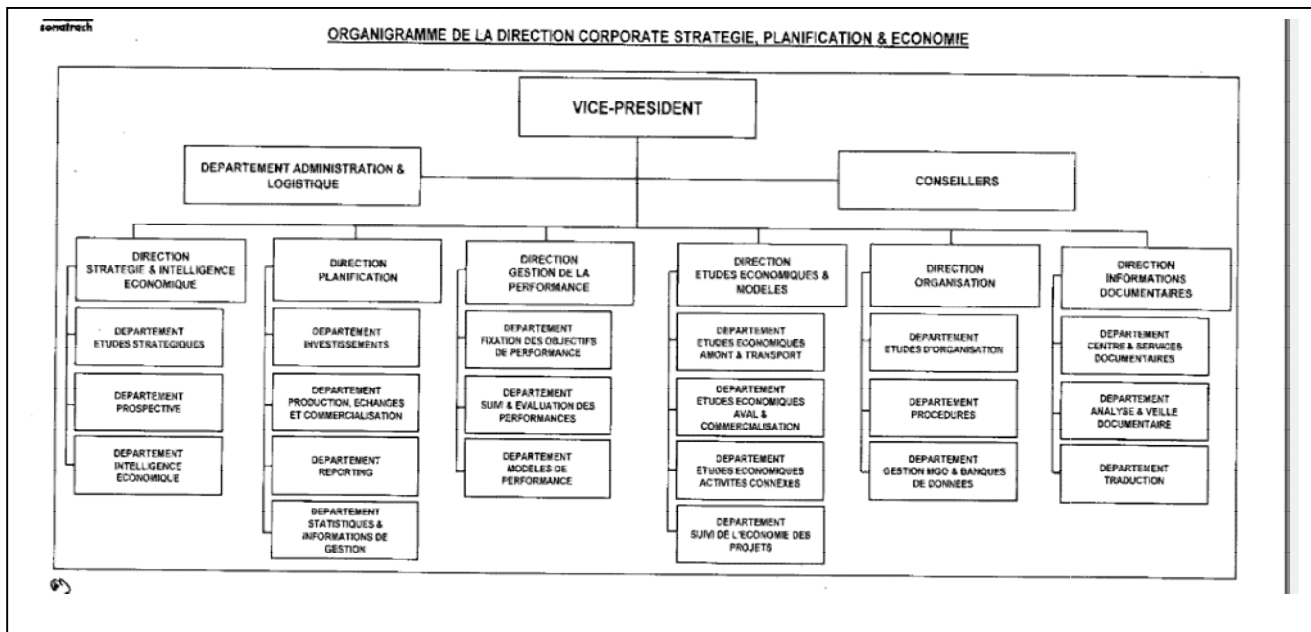 sonatrach
ORGANIGRAMME DE LA DIRECTION CORPORATE STRATEGIE, PLANIFICATION & ECONOMIE
VICE-PRESIDENT
DEPARTEMENT ADMINISTRATION &
LOGISTIQUE
CONSEILLERS
DIRECTION
STRATEGIE & INTELLIGENCE
ECONOMIQUE
DEPARTEMENT
ETUDES STRATEGIQUES
DEPARTEMENT
PROSPECTIVE
DEPARTEMENT
INTELLIGENCE
ECONOMIQUE
DIRECTION
PLANIFICATION
DEPARTEMENT
INVESTISSEMENTS
DEPARTEMENT
PRODUCTION, ECHANGES
ET COMMERCIALISATION
DEPARTEMENT
REPORTING
DEPARTEMENT
STATISTIQUES &
INFORMATIONS DE
GESTION
DIRECTION
GESTION DE LA
PERFORMANCE
DEPARTEMENT
FIXATION DES OBJECTIFS
DE PERFORMANCE
DEPARTEMENT
SUIVI & EVALUATION DES
PERFORMANCES
DEPARTEMENT
MODELES DE
PERFORMANCE
DIRECTION
ETUDES ECONOMIQUES &
MODELES
DEPARTEMENT
ETUDES ECONOMIQUES
AMONT & TRANSPORT
DEPARTEMENT
ETUDES ECONOMIQUES
AVAL &
COMMERCIALISATION
DEPARTEMENT
ETUDES ECONOMIQUES
ACTIVITES CONNEXES
DEPARTEMENT
SUIVI DE L'ECONOMIE DES
PROJETS
DIRECTION
ORGANISATION
DEPARTEMENT
ETUDES D'ORGANISATION
DEPARTEMENT
PROCEDURES
DEPARTEMENT
GESTION MGO & BANQUES
DE DONNEES
DIRECTION
INFORMATIONS
DOCUMENTAIRES
DEPARTEMENT
CENTRE & SERVICES
DOCUMENTAIRES
DEPARTEMENT
ANALYSE & VEILLE
DOCUMENTAIRE
DEPARTEMENT
TRADUCTION